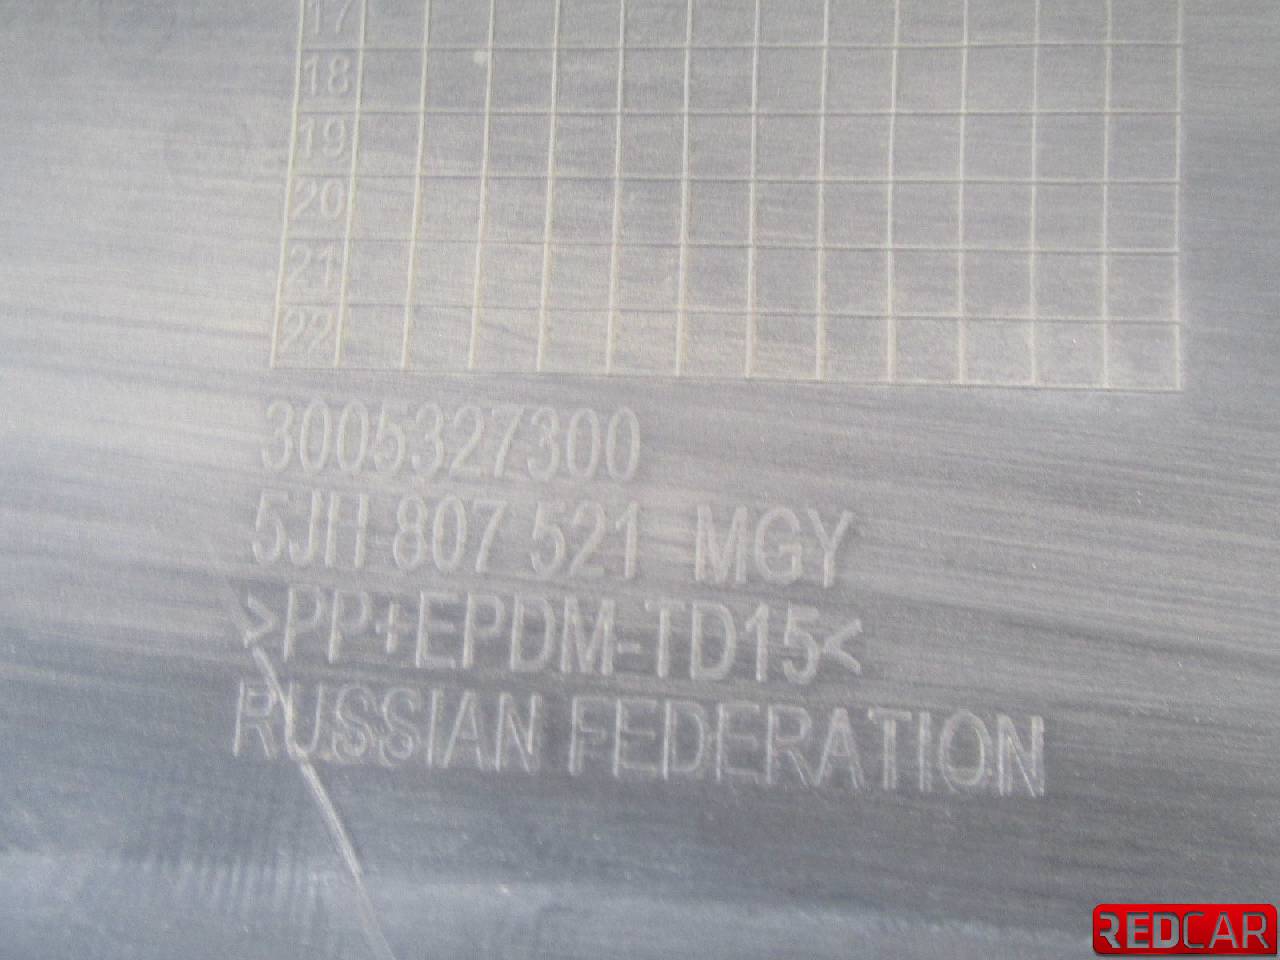 17
18
19
20
21
22
3005327300
5JH 807 521 MGY
>PP+EPDM-TD15<
RUSSIAN FEDERATION
REDCAR